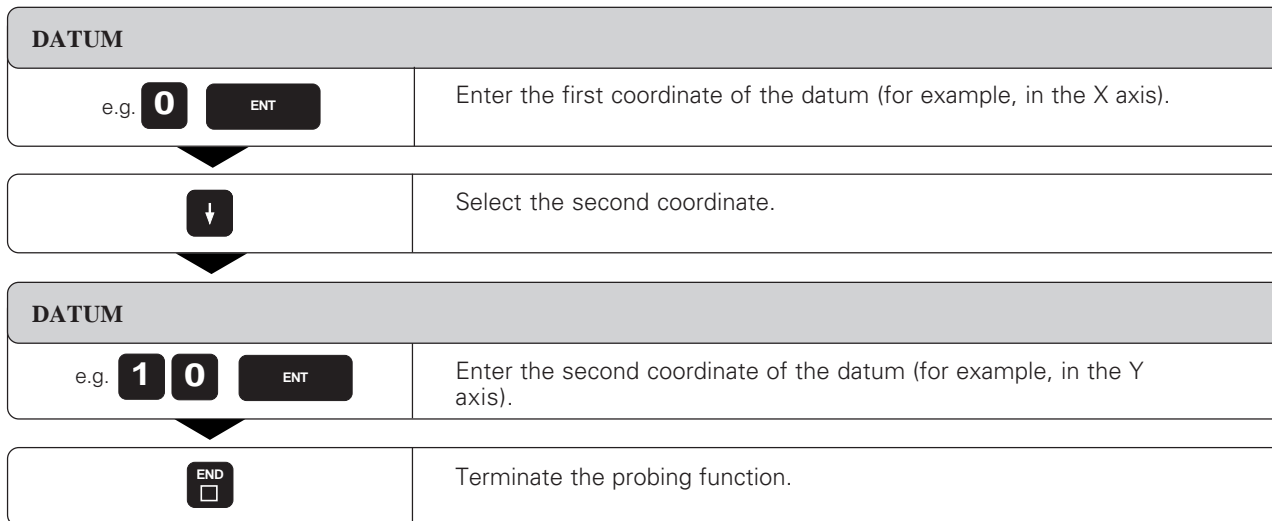 DATUM
e.g. 0 ENT
Enter the first coordinate of the datum (for example, in the X axis).
Select the second coordinate.
DATUM
e.g. 1 0 ENT
Enter the second coordinate of the datum (for example, in the Y
axis).
END
Terminate the probing function.